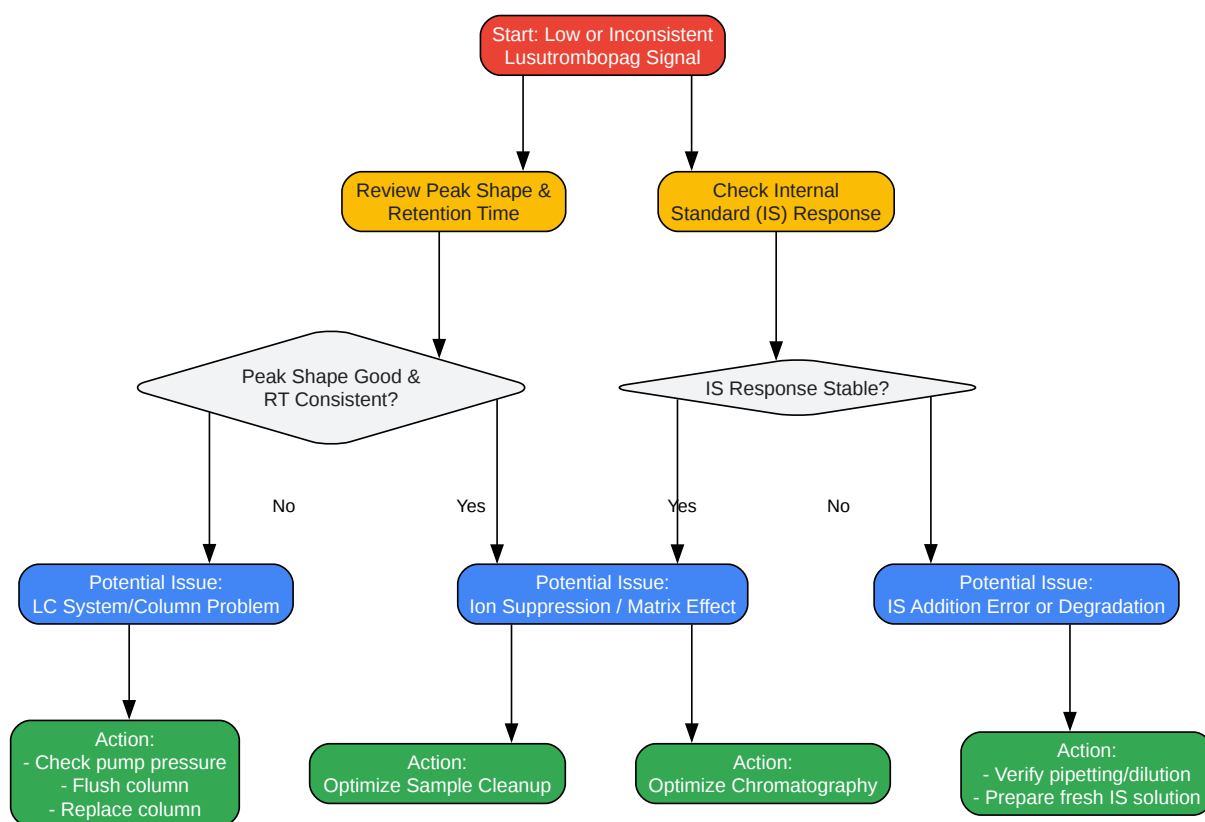 Start: Low or Inconsistent
Lusutrombopag Signal
Review Peak Shape &
Retention Time
Check Internal
Standard (IS) Response
Peak Shape Good &
RT Consistent?
IS Response Stable?
No
Yes
Yes
No
Potential Issue:
LC System/Column Problem
Potential Issue:
Ion Suppression / Matrix Effect
Potential Issue:
IS Addition Error or Degradation
Action:
- Check pump pressure
- Flush column
- Replace column
Action:
Optimize Sample Cleanup
Action:
Optimize Chromatography
Action:
- Verify pipetting/dilution
- Prepare fresh IS solution